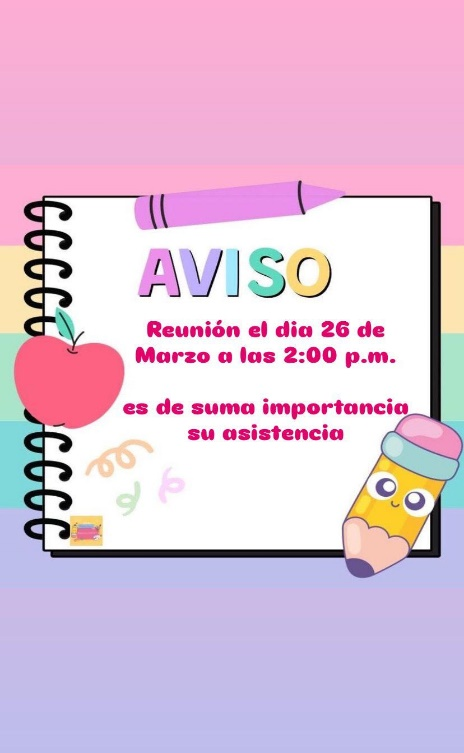 AVISO
Reunión el dia 26 de
Marzo a las 2:00 p.m.
es de suma importancia
su asistencia